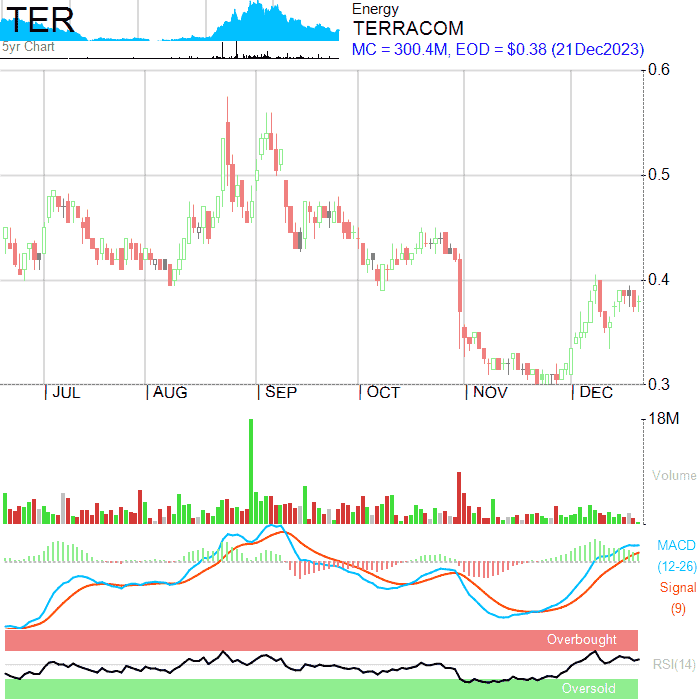 TER
5yr Chart
Energy
TERRACOM
MC = 300.4M, EOD = $0.38 (21Dec2023)
0.6
0.5
0.4
0.3
JUL AUG SEP OCT NOV DEC
18M
Volume
MACD
(12-26)
Signal
(9)
Overbought
RSI(14)
Oversold